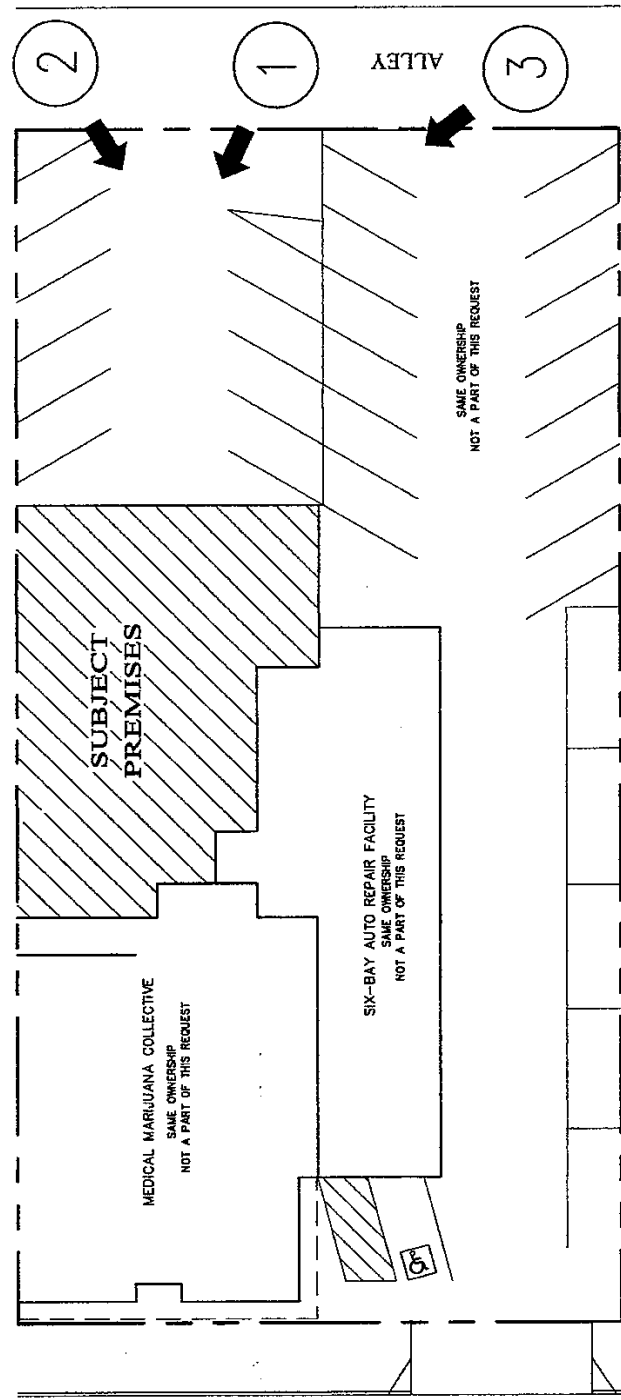 2
1
ALLEY
3
SAME OWNERSHIP
NOT A PART OF THIS REQUEST
SUBJECT
PREMISES
MEDICAL MARIJUANA COLLECTIVE
SAME OWNERSHIP
NOT A PART OF THIS REQUEST
SIX-BAY AUTO REPAIR FACILITY
SAME OWNERSHIP
NOT A PART OF THIS REQUEST